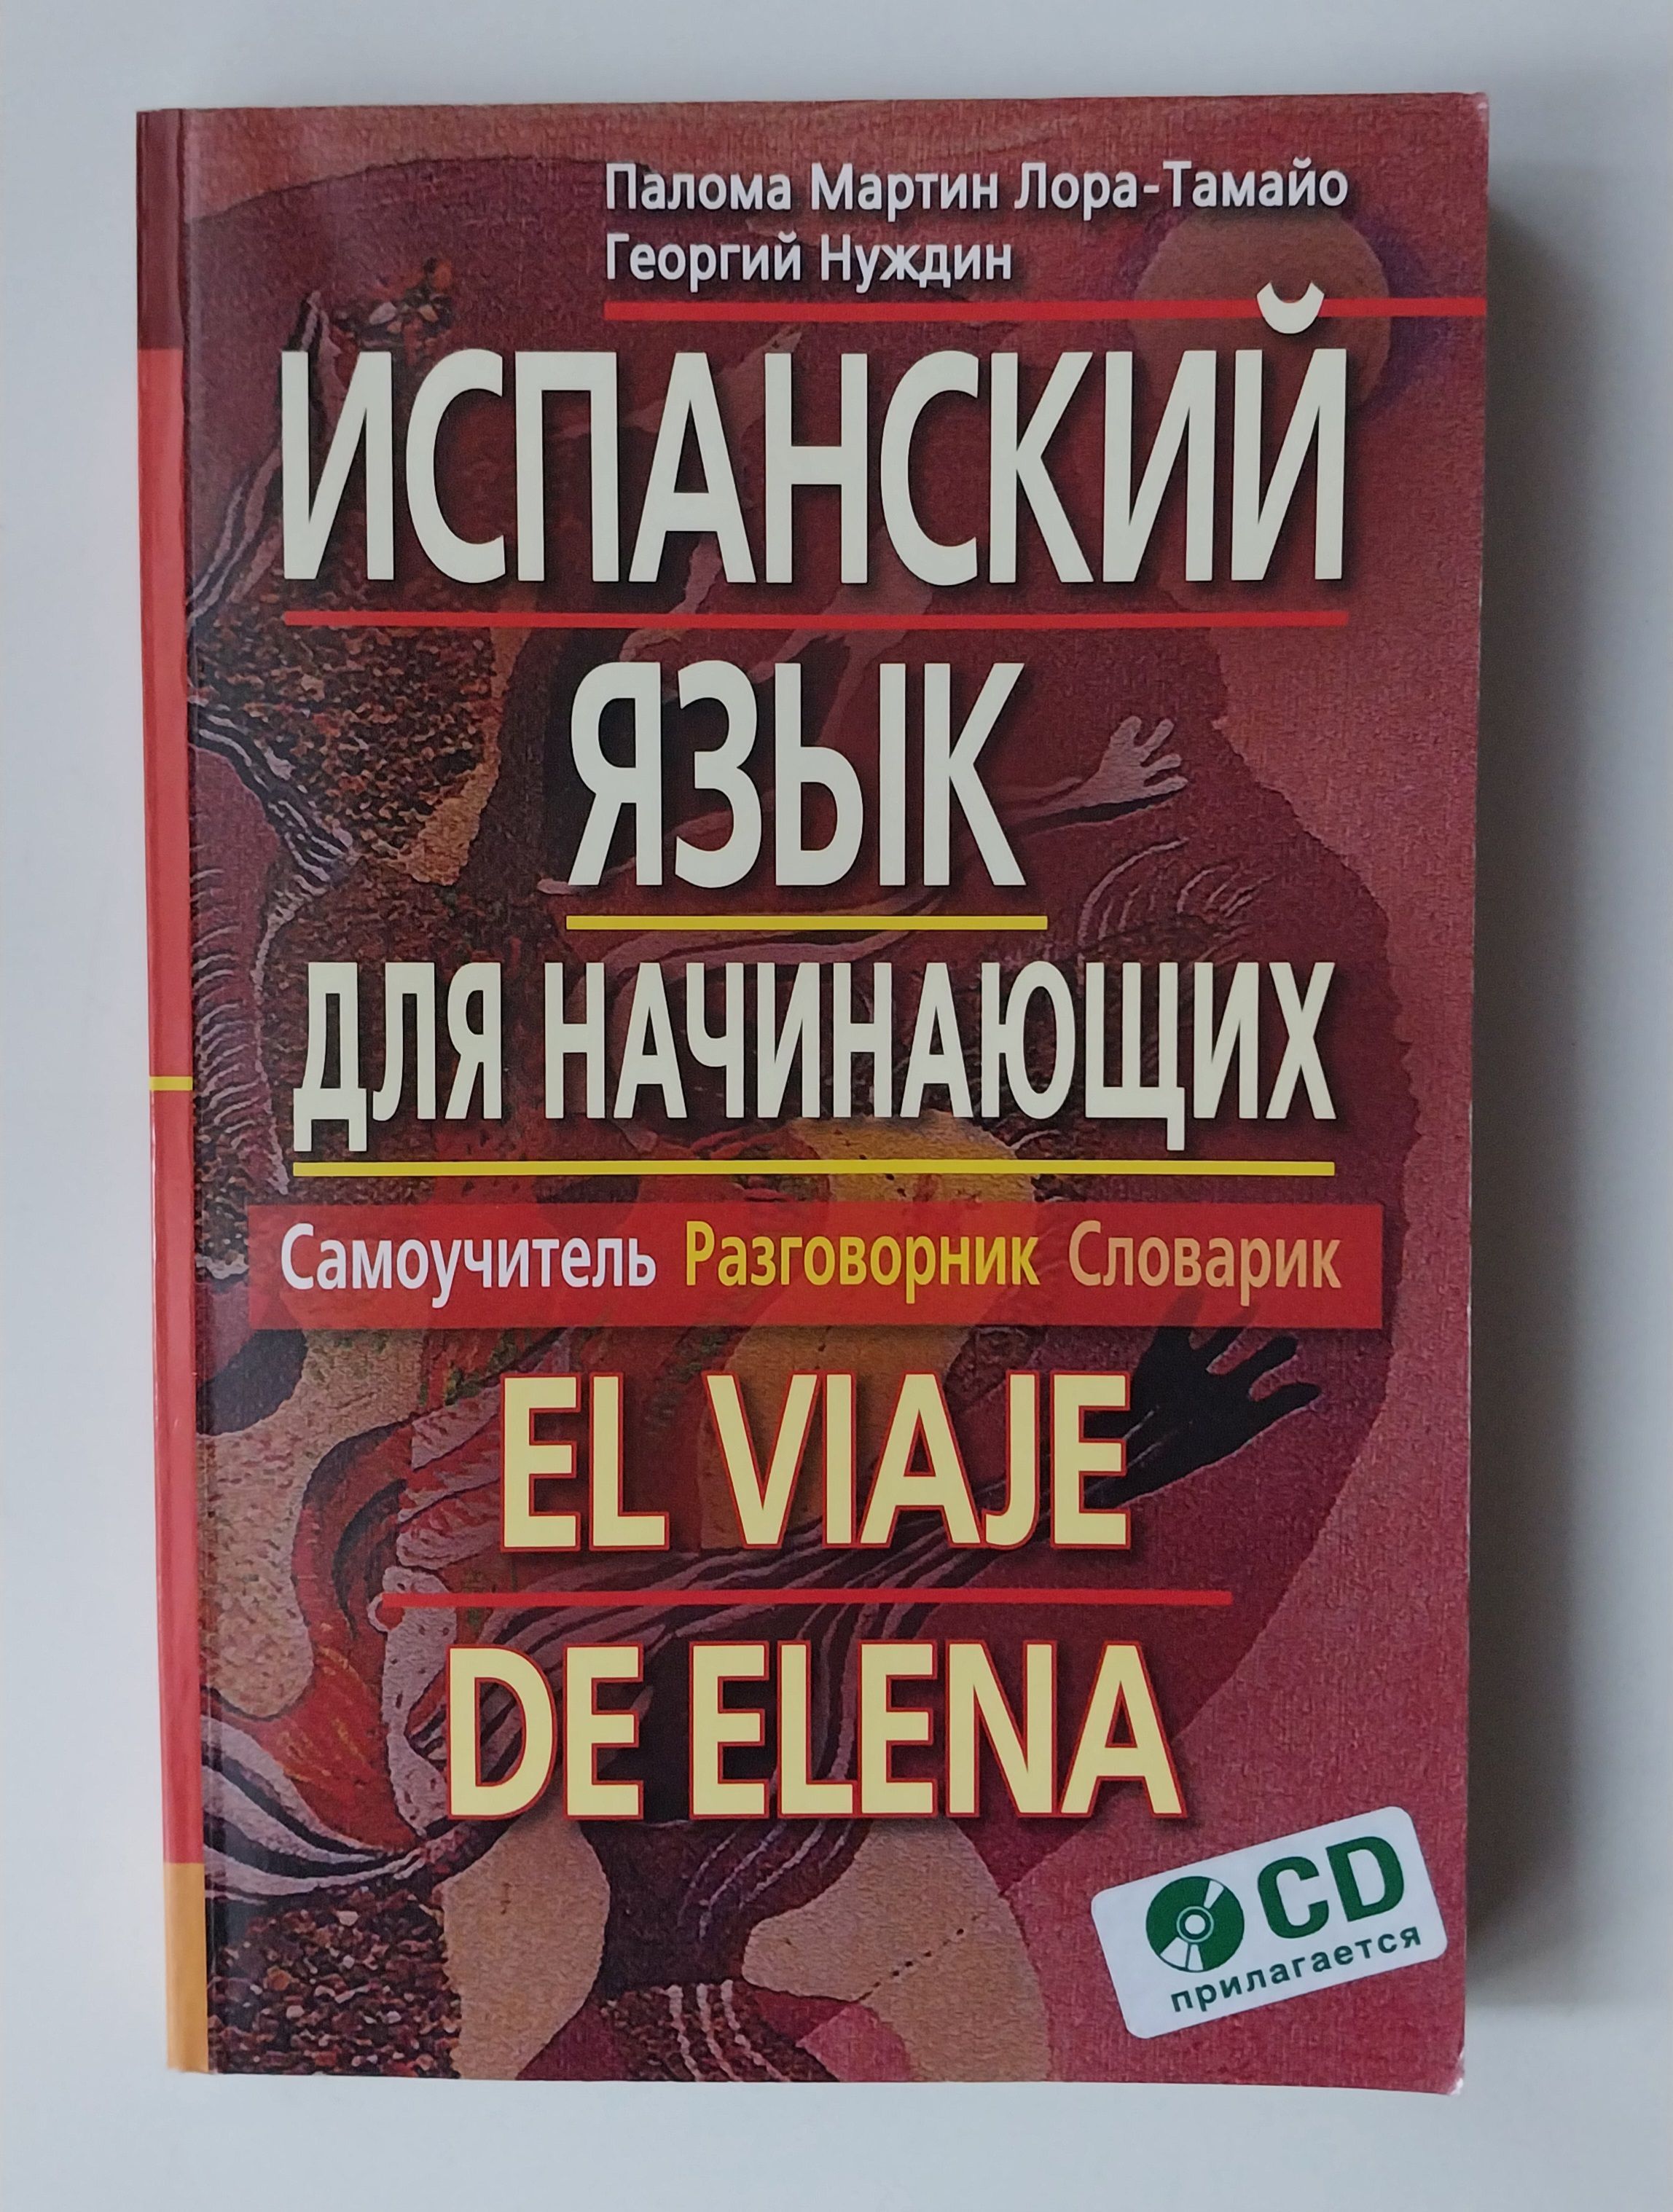 Палома Мартин Лора-Тамайо
Георгий Нуждин
ИСПАНСКИЙ
ЯЗЫК
ДЛЯ НАЧИНАЮЩИХ
Самоучитель Разговорник Словарик
EL VIAJE
DE ELENA
CD
прилагается